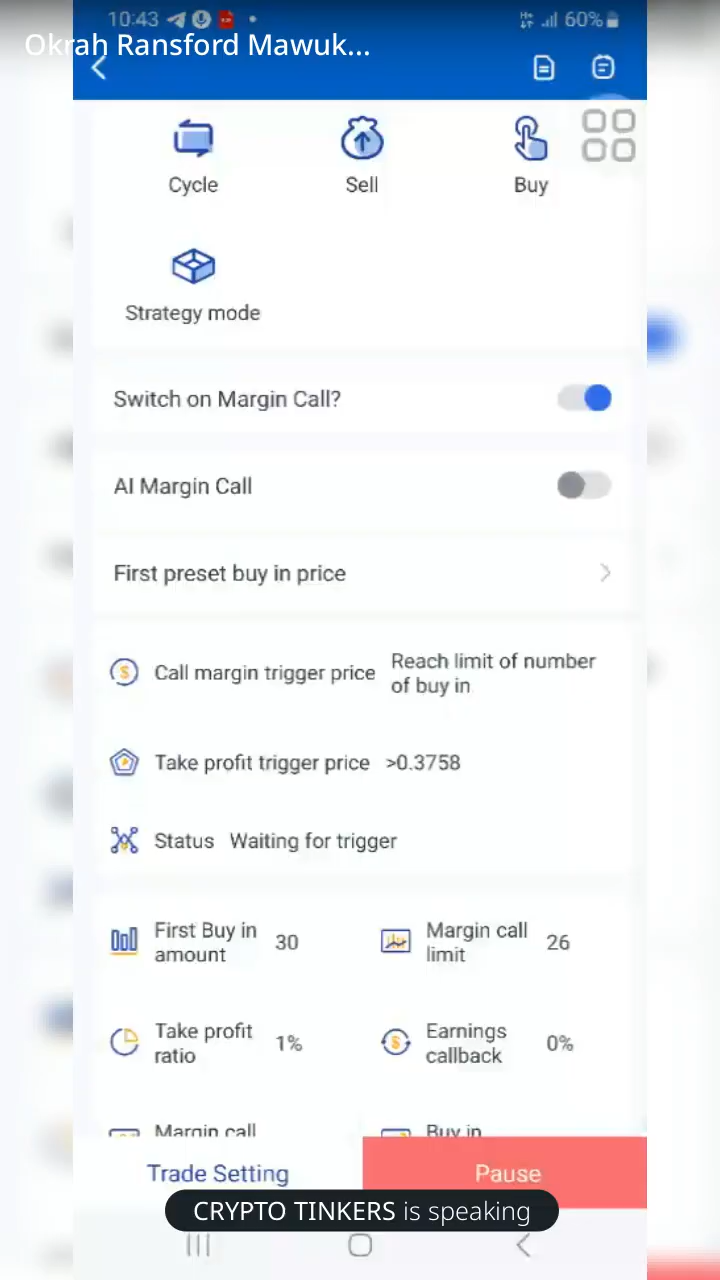 10:43
60%
Okrah Ransford Mawuk...
Cycle
Sell
Buy
Strategy mode
Switch on Margin Call?
AI Margin Call
First preset buy in price
Call margin trigger price
Reach limit of number
of buy in
Take profit trigger price >0.3758
Status Waiting for trigger
First Buy in
amount
30
Margin call
limit
26
Take profit
ratio
1%
Earnings
callback
0%
Margin call
Buy in
Trade Setting
Pause
CRYPTO TINKERS is speaking